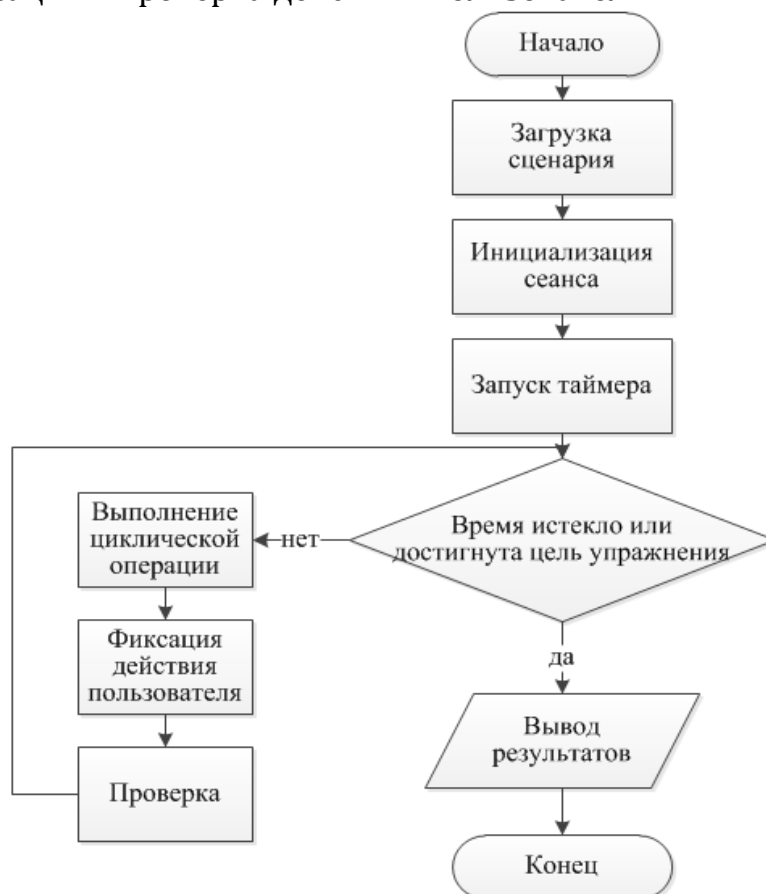 Начало
Загрузка
сценария
Инициализация
сеанса
Запуск таймера
Время истекло или
достигнута цель упражнения
нет
Выполнение
циклической
операции
Фиксация
действия
пользователя
Проверка
да
Вывод
результатов
Конец